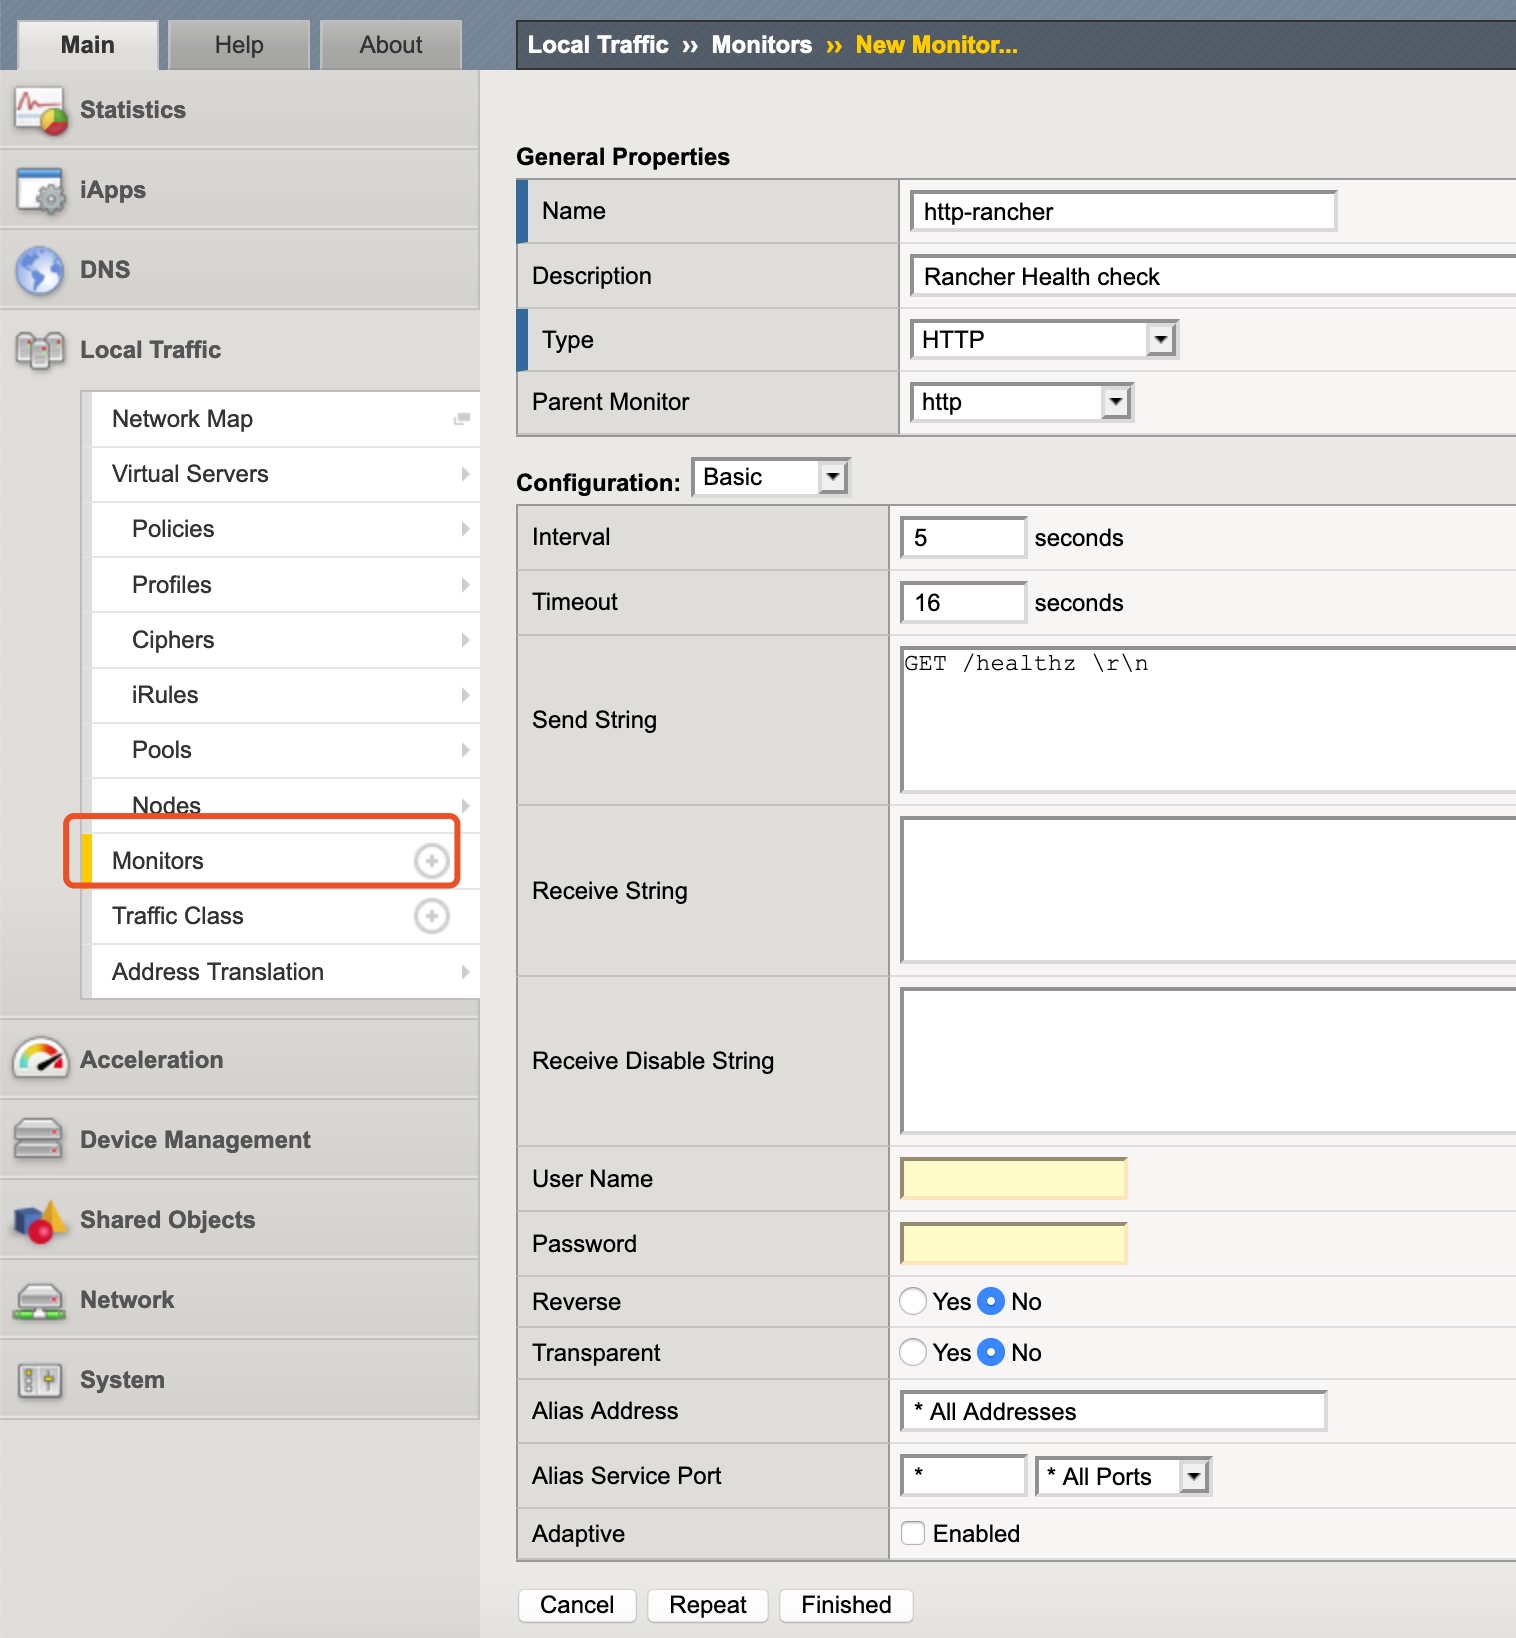 Main
Help
About
Local Traffic ›› Monitors ›› New Monitor...
Statistics
iApps
DNS
Local Traffic
Network Map
Virtual Servers
Policies
Profiles
Ciphers
iRules
Pools
Nodes
Monitors
Traffic Class
Address Translation
Acceleration
Device Management
Shared Objects
Network
System
General Properties
Name http-rancher
Description Rancher Health check
Type HTTP
Parent Monitor http
Configuration: Basic
Interval 5 seconds
Timeout 16 seconds
Send String GET /healthz \r\n
Receive String
Receive Disable String
User Name
Password
Reverse Yes No
Transparent Yes No
Alias Address * All Addresses
Alias Service Port * * All Ports
Adaptive Enabled
Cancel Repeat Finished